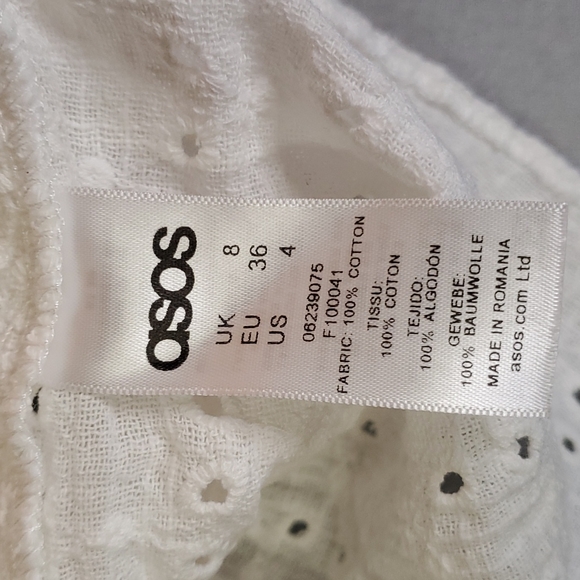 asos
UK 8
EU 36
US 4
06239075
F100041
FABRIC: 100% COTTON
TISSU:
100% COTON
TEJIDO:
100% ALGODÓN
GEWEBE:
100% BAUMWOLLE
MADE IN ROMANIA
asos.com Ltd